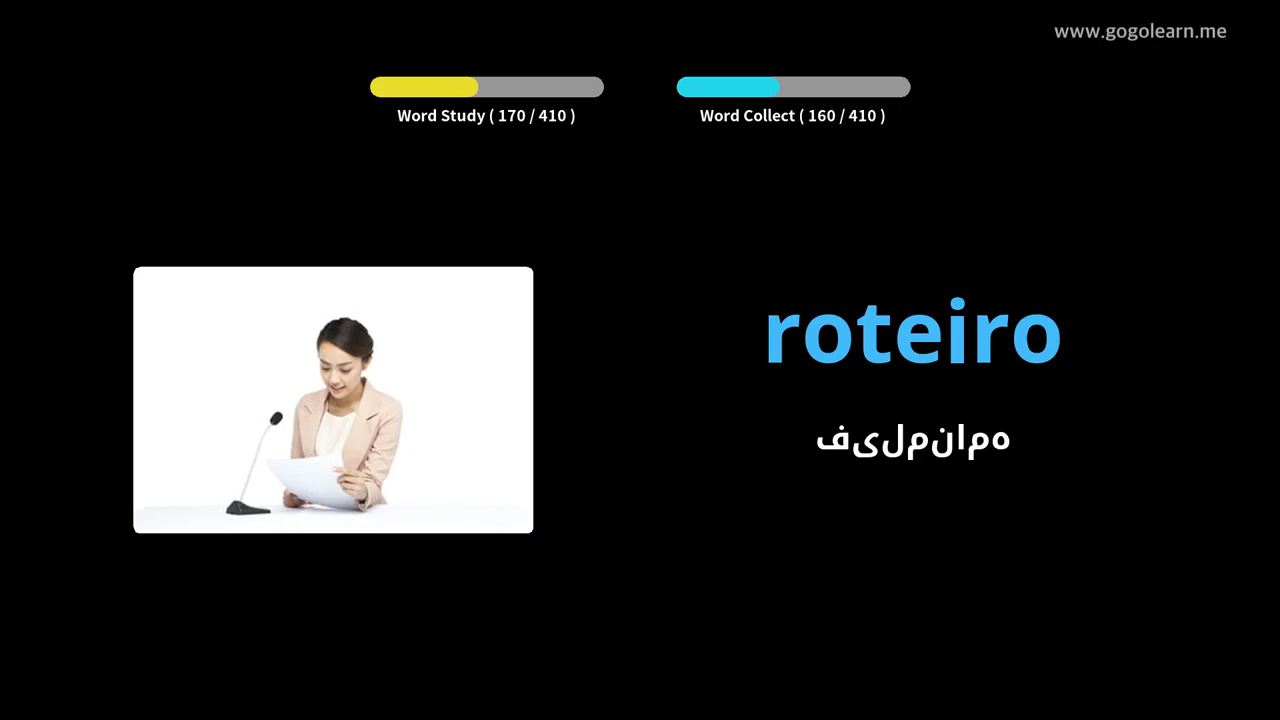 www.gogolearn.me
Word Study ( 170 / 410 )
Word Collect ( 160 / 410 )
roteiro
فیلمنامه